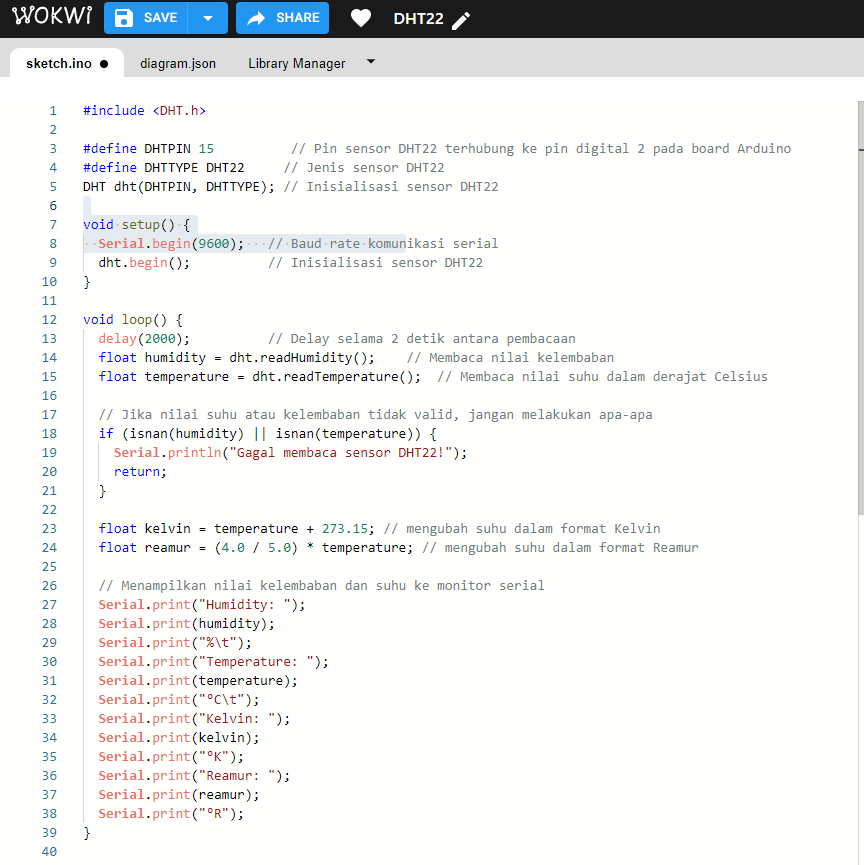 WOKWI SAVE SHARE DHT22
sketch.ino diagram.json Library Manager
1 #include <DHT.h>
2
3 #define DHTPIN 15 // Pin sensor DHT22 terhubung ke pin digital 2 pada board Arduino
4 #define DHTTYPE DHT22 // Jenis sensor DHT22
5 DHT dht(DHTPIN, DHTTYPE); // Inisialisasi sensor DHT22
6
7 void setup() {
8 Serial.begin(9600); // Baud rate komunikasi serial
9 dht.begin(); // Inisialisasi sensor DHT22
10 }
11
12 void loop() {
13 delay(2000); // Delay selama 2 detik antara pembacaan
14 float humidity = dht.readHumidity(); // Membaca nilai kelembaban
15 float temperature = dht.readTemperature(); // Membaca nilai suhu dalam derajat Celsius
16
17 // Jika nilai suhu atau kelembaban tidak valid, jangan melakukan apa-apa
18 if (isnan(humidity) || isnan(temperature)) {
19 Serial.println("Gagal membaca sensor DHT22!");
20 return;
21 }
22
23 float kelvin = temperature + 273.15; // mengubah suhu dalam format Kelvin
24 float reamur = (4.0 / 5.0) * temperature; // mengubah suhu dalam format Reamur
25
26 // Menampilkan nilai kelembaban dan suhu ke monitor serial
27 Serial.print("Humidity: ");
28 Serial.print(humidity);
29 Serial.print("%\t");
30 Serial.print("Temperature: ");
31 Serial.print(temperature);
32 Serial.print("°C\t");
33 Serial.print("Kelvin: ");
34 Serial.print(kelvin);
35 Serial.print("°K");
36 Serial.print("Reamur: ");
37 Serial.print(reamur);
38 Serial.print("°R");
39 }
40